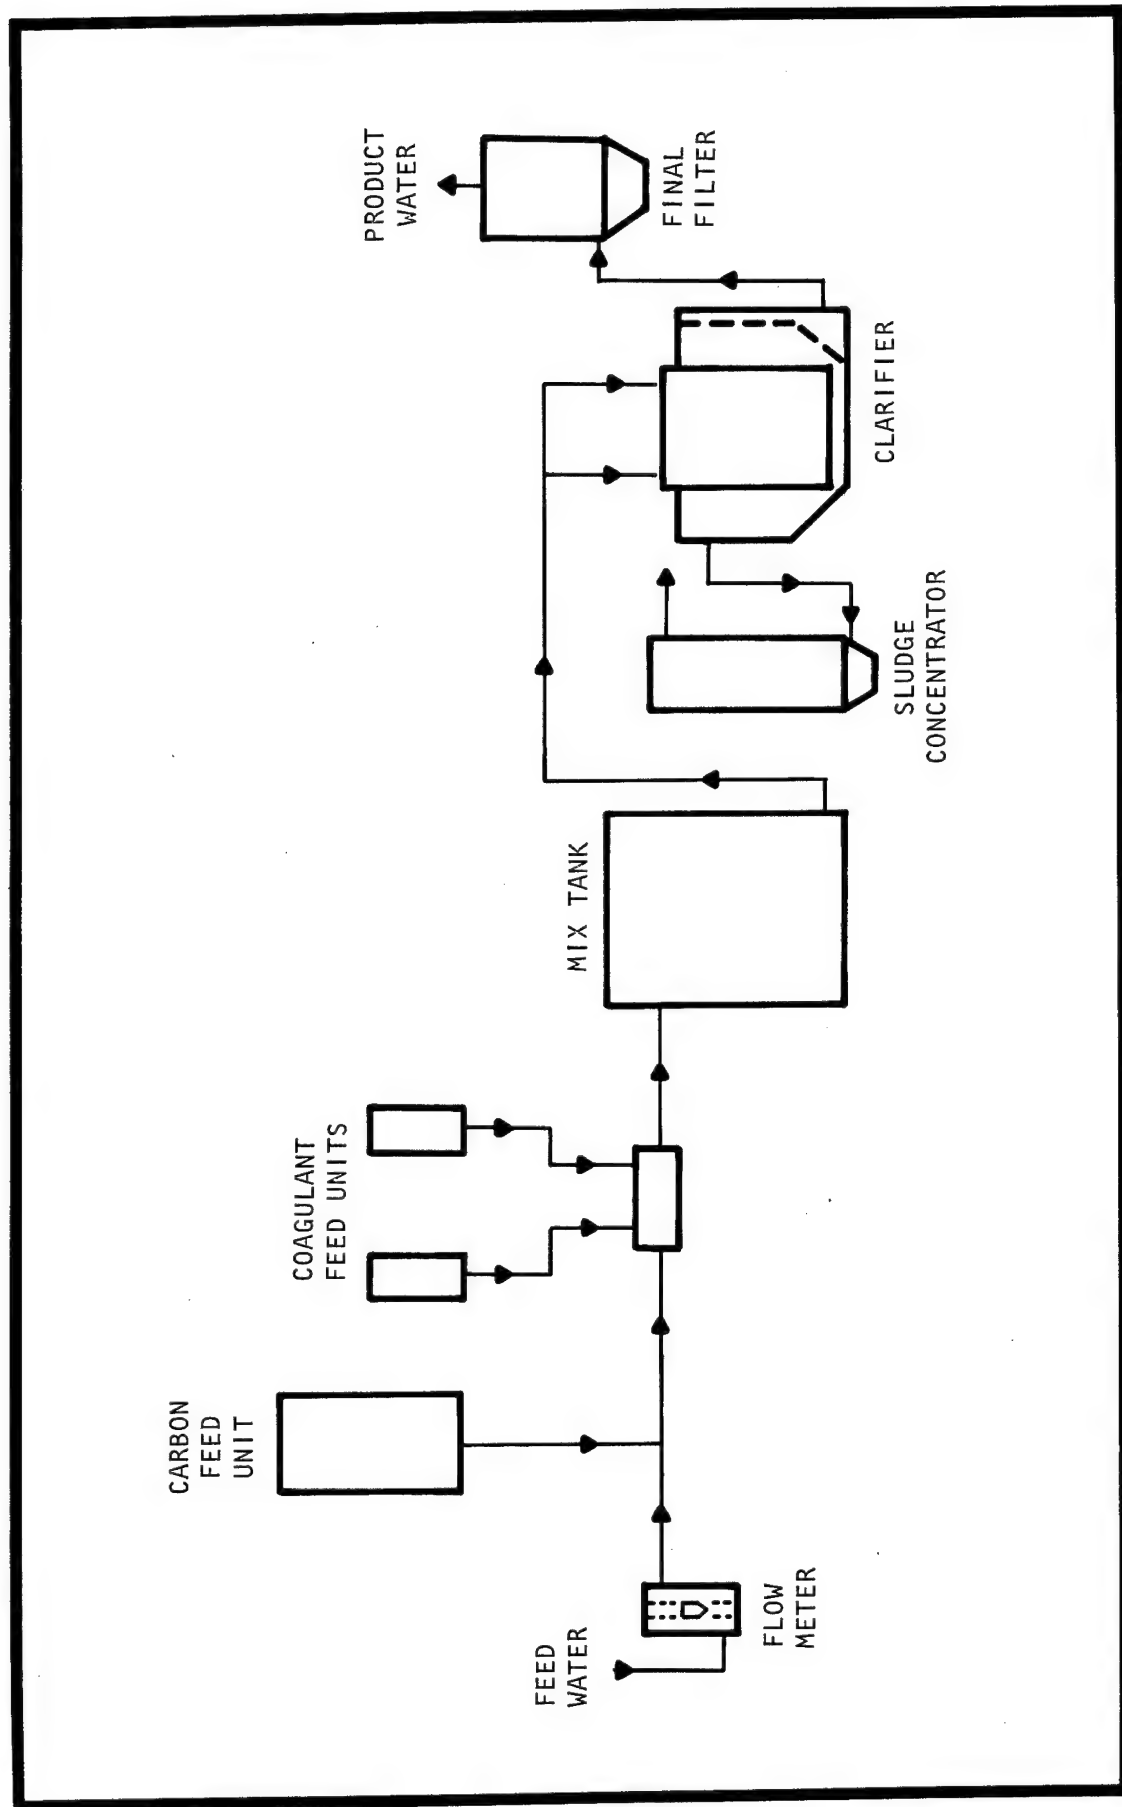 FEED
WATER
FLOW
METER
CARBON
FEED
UNIT
COAGULANT
FEED UNITS
MIX TANK
SLUDGE
CONCENTRATOR
CLARIFIER
FINAL
FILTER
PRODUCT
WATER